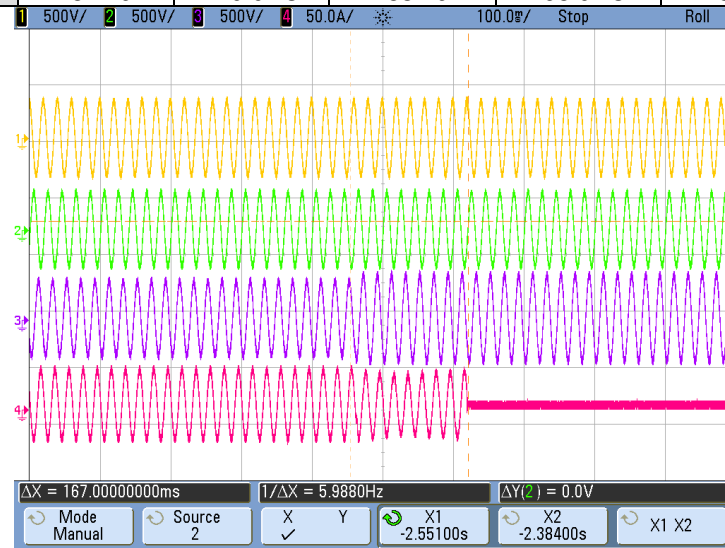 1 500V/ 2 500V/ 3 500V/ 4 50.0A/ 100.0ms/ Stop Roll
1
2
3
4
ΔX = 167.00000000ms 1/ΔX = 5.9880Hz ΔY(2) = 0.0V
Mode Source X Y X1 X2 X1 X2
Manual 2 ✓ -2.55100s -2.38400s